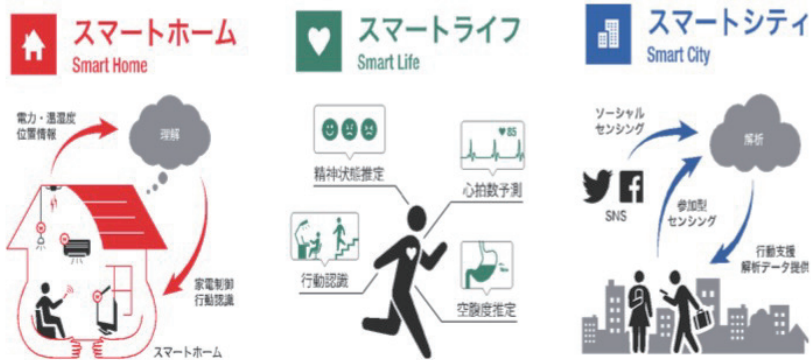 スマートホーム
Smart Home
電力・温湿度
位置情報
理解
家電制御
行動認識
スマートホーム
スマートライフ
Smart Life
精神状態推定
♥85
心拍数予測
行動認識
空腹度推定
スマートシティ
Smart City
ソーシャル
センシング
解析
SNS
参加型
センシング
行動支援
解析データ提供